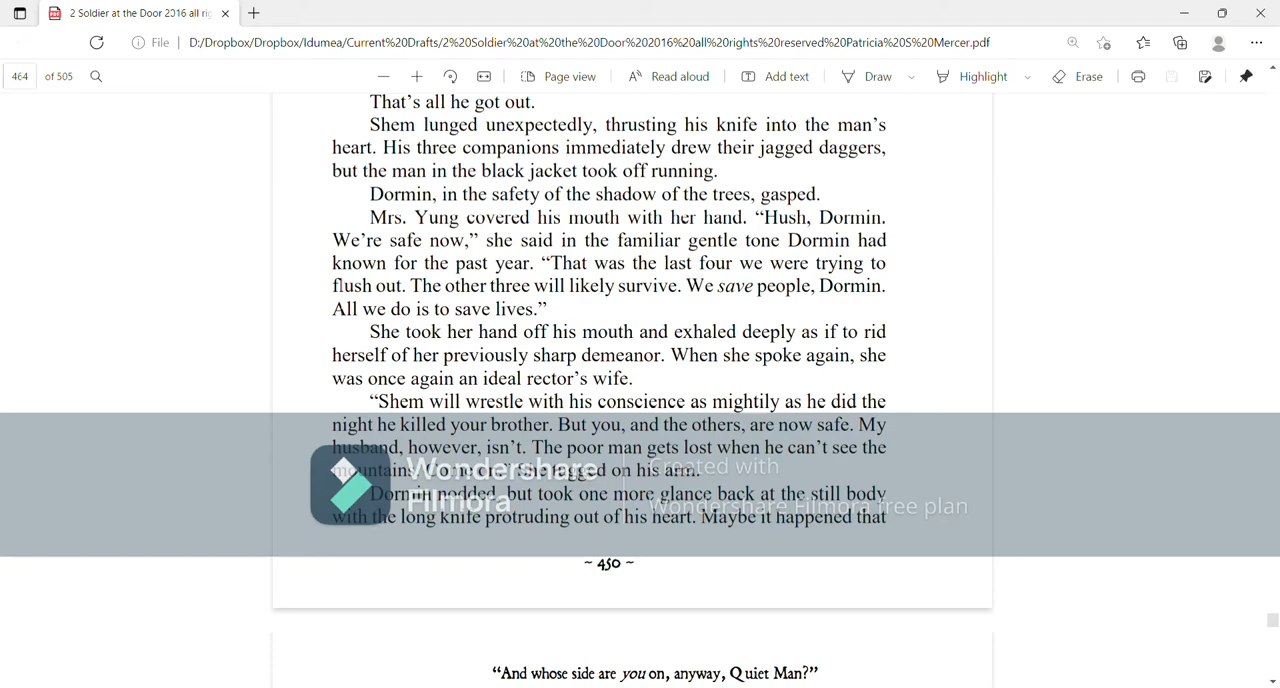 2 Soldier at the Door 2016 all ri
File
D:/Dropbox/Dropbox/Idumea/Current%20Drafts/2%20Soldier%20at%20the%20Door%202016%20all%20rights%20reserved%20Patricia%20S%20Mercer.pdf
464 of 505
Page view
Read aloud
Add text
Draw
Highlight
Erase
That's all he got out.
Shem lunged unexpectedly, thrusting his knife into the man's
heart. His three companions immediately drew their jagged daggers,
but the man in the black jacket took off running.
Dormin, in the safety of the shadow of the trees, gasped.
Mrs. Yung covered his mouth with her hand. "Hush, Dormin.
We're safe now," she said in the familiar gentle tone Dormin had
known for the past year. "That was the last four we were trying to
flush out. The other three will likely survive. We save people, Dormin.
All we do is to save lives."
She took her hand off his mouth and exhaled deeply as if to rid
herself of her previously sharp demeanor. When she spoke again, she
was once again an ideal rector's wife.
"Shem will wrestle with his conscience as mightily as he did the
night he killed your brother. But you, and the others, are now safe. My
husband, however, isn't. The poor man gets lost when he can't see the
mountains. Come on." She tugged on his arm.
Dormin nodded, but took one more glance back at the still body
with the long knife protruding out of his heart. Maybe it happened that
Wondershare
Filmora
Created with
Wondershare Filmora free plan
~ 450 ~
"And whose side are you on, anyway, Quiet Man?"